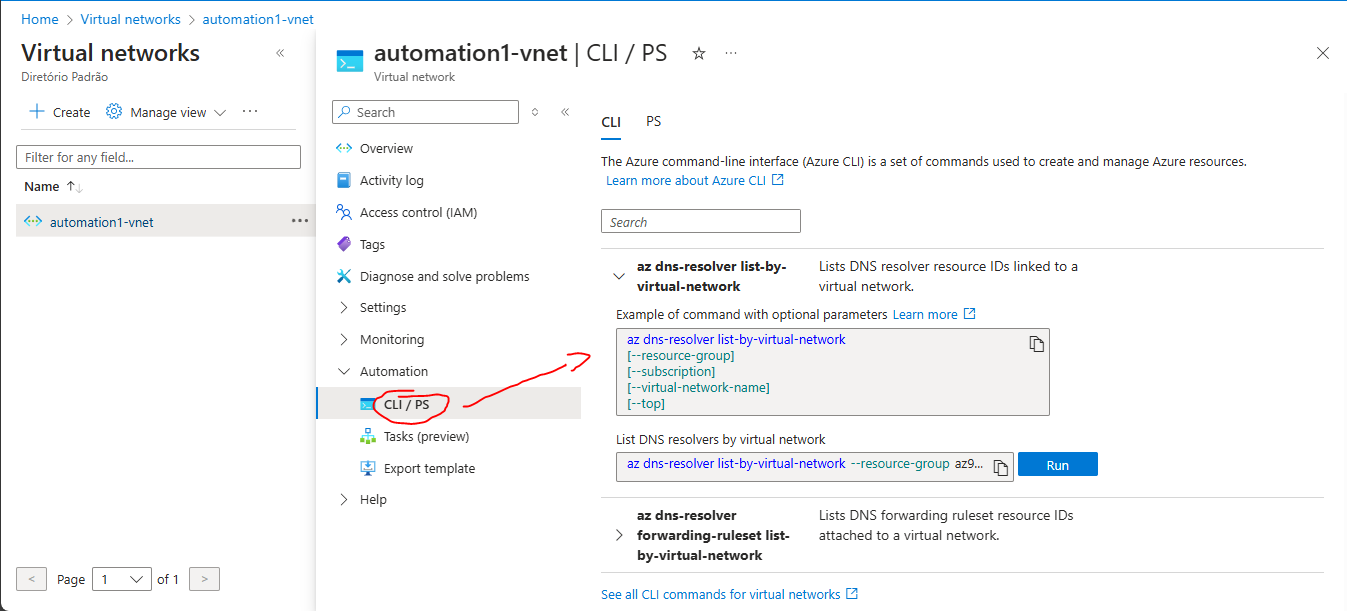 Home > Virtual networks > automation1-vnet
Virtual networks
Diretório Padrão
Create Manage view
Filter for any field...
Name
automation1-vnet
Page 1 of 1
automation1-vnet | CLI / PS
Virtual network
Search
Overview
Activity log
Access control (IAM)
Tags
Diagnose and solve problems
Settings
Monitoring
Automation
CLI / PS
Tasks (preview)
Export template
Help
CLI PS
The Azure command-line interface (Azure CLI) is a set of commands used to create and manage Azure resources.
Learn more about Azure CLI
Search
az dns-resolver list-by-
virtual-network
Lists DNS resolver resource IDs linked to a
virtual network.
Example of command with optional parameters Learn more
az dns-resolver list-by-virtual-network
[--resource-group]
[--subscription]
[--virtual-network-name]
[--top]
List DNS resolvers by virtual network
az dns-resolver list-by-virtual-network --resource-group az9...
Run
az dns-resolver
forwarding-ruleset list-
by-virtual-network
Lists DNS forwarding ruleset resource IDs
attached to a virtual network.
See all CLI commands for virtual networks